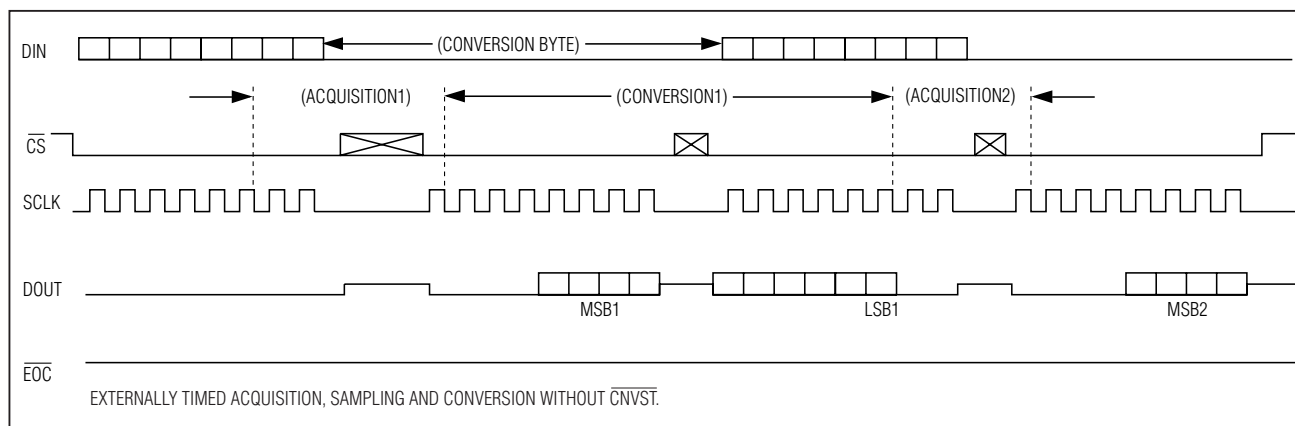 DIN
(CONVERSION BYTE)
(ACQUISITION1)
(CONVERSION1)
(ACQUISITION2)
CS
SCLK
DOUT
MSB1
LSB1
MSB2
EOC
EXTERNALLY TIMED ACQUISITION, SAMPLING AND CONVERSION WITHOUT CNVST.